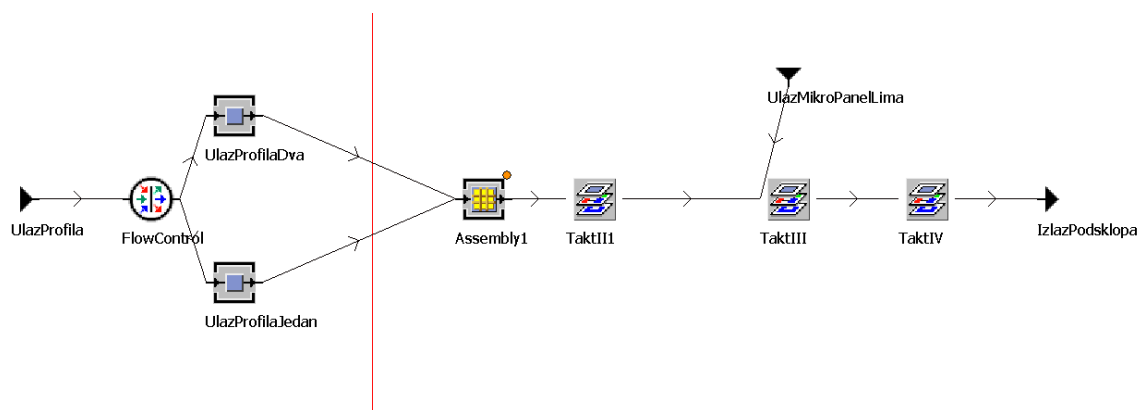 UlazMikroPanelLima
UlazProfilaDva
UlazProfila
FlowControl
Assembly1
TaktII1
TaktIII
TaktIV
IzlazPodsklopa
UlazProfilaJedan